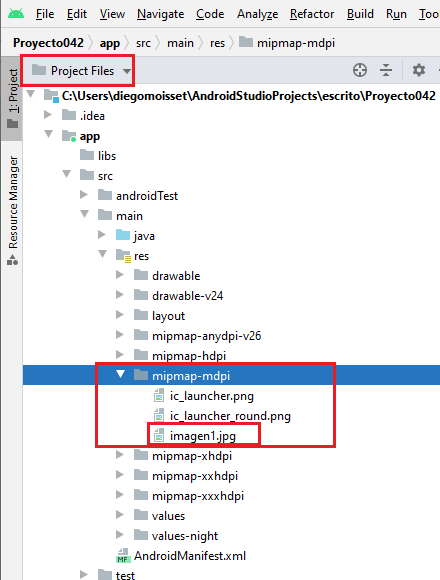 File Edit View Navigate Code Analyze Refactor Build Run Tools
Proyecto042 app src main res mipmap-mdpi
Project Files
C:\Users\diegomoisset\AndroidStudioProjects\escrito\Proyecto042
.idea
app
libs
src
androidTest
main
java
res
drawable
drawable-v24
layout
mipmap-anydpi-v26
mipmap-hdpi
mipmap-mdpi
ic_launcher.png
ic_launcher_round.png
imagen1.jpg
mipmap-xhdpi
mipmap-xxhdpi
mipmap-xxxhdpi
values
values-night
AndroidManifest.xml
test
1: Project
Resource Manager